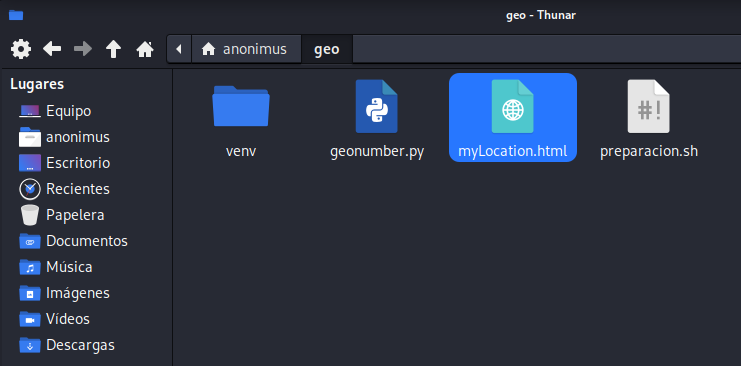 geo - Thunar
anonimus geo
Lugares
Equipo
anonimus
Escritorio
Recientes
Papelera
Documentos
Música
Imágenes
Vídeos
Descargas
venv
geonumber.py
myLocation.html
#!
preparacion.sh